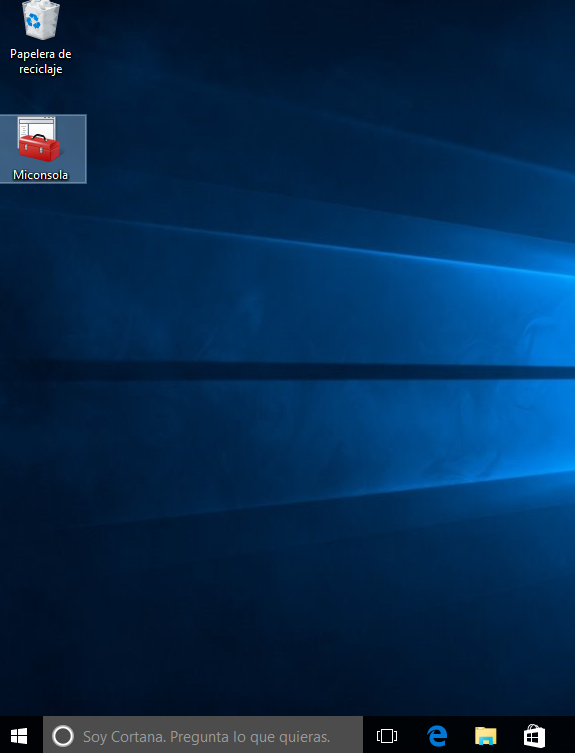 Papelera de
reciclaje
Miconsola
Soy Cortana. Pregunta lo que quieras.